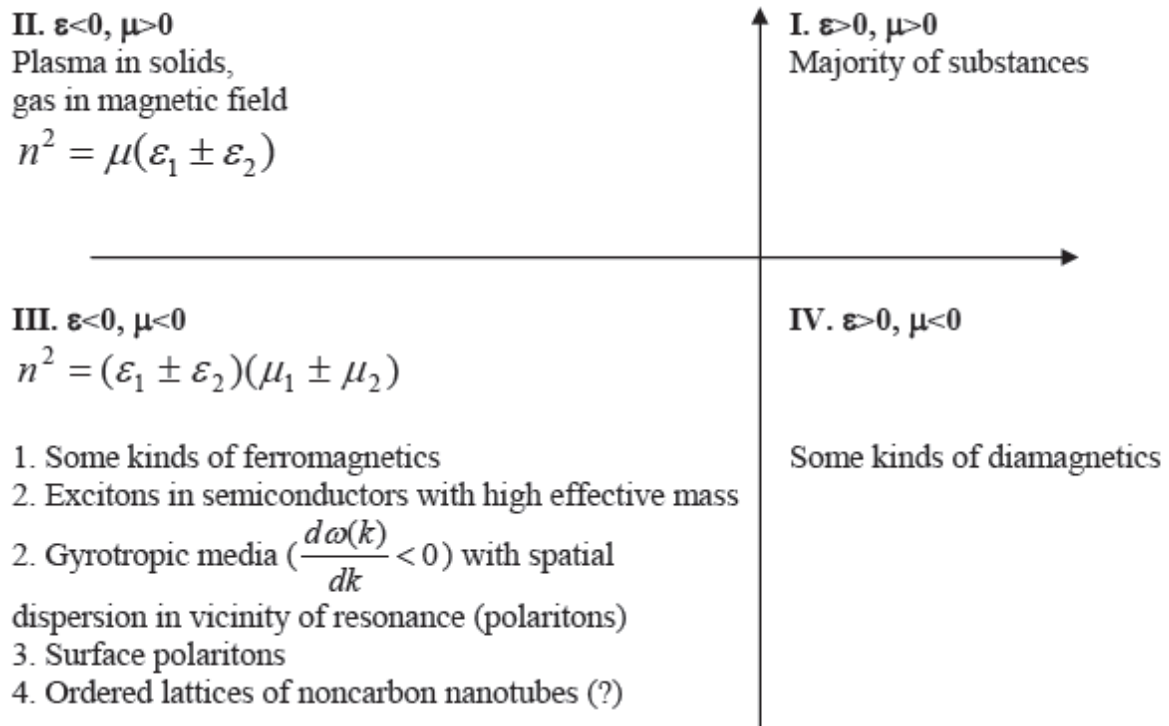 II. ε<0, μ>0
Plasma in solids,
gas in magnetic field
n² = μ(ε₁ ± ε₂)
I. ε>0, μ>0
Majority of substances
III. ε<0, μ<0
n² = (ε₁ ± ε₂)(μ₁ ± μ₂)
1. Some kinds of ferromagnetics
2. Excitons in semiconductors with high effective mass
2. Gyrotropic media (dω(k)/dk < 0) with spatial
dispersion in vicinity of resonance (polaritons)
3. Surface polaritons
4. Ordered lattices of noncarbon nanotubes (?)
IV. ε>0, μ<0
Some kinds of diamagnetics